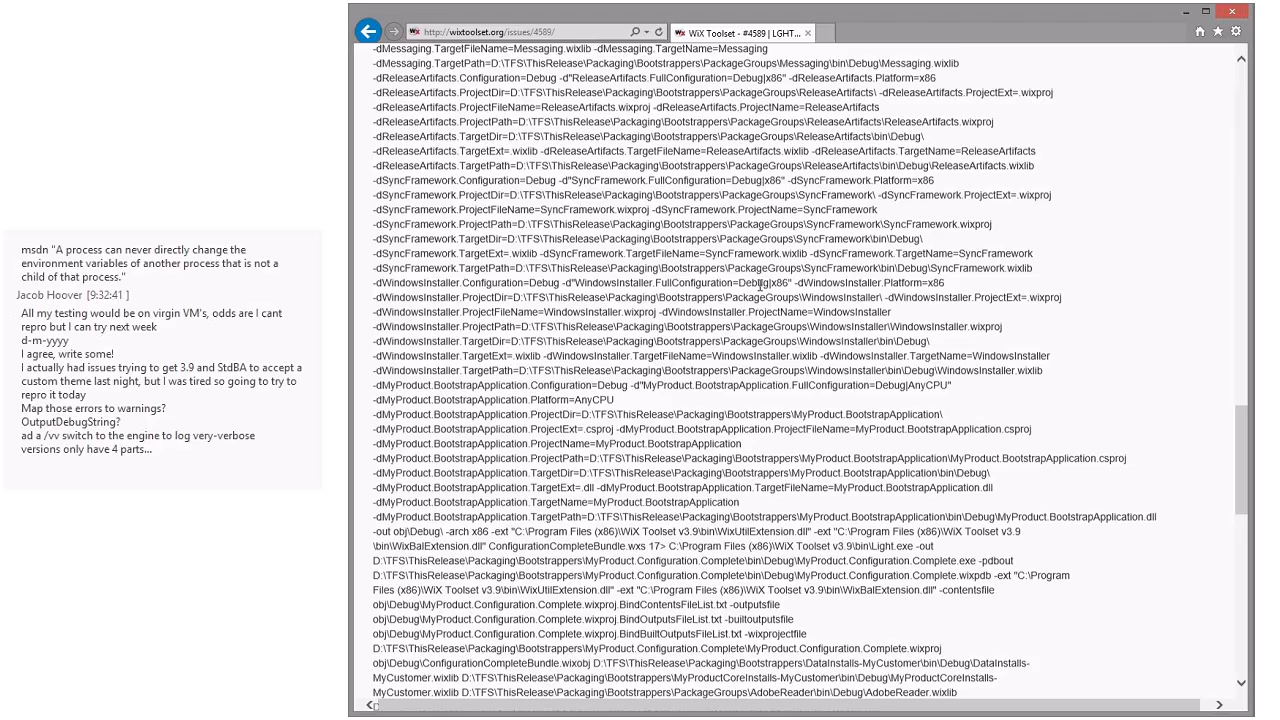 msdn "A process can never directly change the
environment variables of another process that is not a
child of that process."
Jacob Hoover [9:32:41 ]
All my testing would be on virgin VM's, odds are I cant
repro but I can try next week
d-m-yyyy
I agree, write some!
I actually had issues trying to get 3.9 and StdBA to accept a
custom theme last night, but I was tired so going to try to
repro it today
Map those errors to warnings?
OutputDebugString?
ad a /vv switch to the engine to log very-verbose
versions only have 4 parts...
http://wixtoolset.org/issues/4589/
WiX Toolset - #4589 | LGHT...
-dMessaging.TargetFileName=Messaging.wixlib -dMessaging.TargetName=Messaging
-dMessaging.TargetPath=D:\TFS\ThisRelease\Packaging\Bootstrappers\PackageGroups\Messaging\bin\Debug\Messaging.wixlib
-dReleaseArtifacts.Configuration=Debug -d"ReleaseArtifacts.FullConfiguration=Debug|x86" -dReleaseArtifacts.Platform=x86
-dReleaseArtifacts.ProjectDir=D:\TFS\ThisRelease\Packaging\Bootstrappers\PackageGroups\ReleaseArtifacts\ -dReleaseArtifacts.ProjectExt=.wixproj
-dReleaseArtifacts.ProjectFileName=ReleaseArtifacts.wixproj -dReleaseArtifacts.ProjectName=ReleaseArtifacts
-dReleaseArtifacts.ProjectPath=D:\TFS\ThisRelease\Packaging\Bootstrappers\PackageGroups\ReleaseArtifacts\ReleaseArtifacts.wixproj
-dReleaseArtifacts.TargetDir=D:\TFS\ThisRelease\Packaging\Bootstrappers\PackageGroups\ReleaseArtifacts\bin\Debug\
-dReleaseArtifacts.TargetExt=.wixlib -dReleaseArtifacts.TargetFileName=ReleaseArtifacts.wixlib -dReleaseArtifacts.TargetName=ReleaseArtifacts
-dReleaseArtifacts.TargetPath=D:\TFS\ThisRelease\Packaging\Bootstrappers\PackageGroups\ReleaseArtifacts\bin\Debug\ReleaseArtifacts.wixlib
-dSyncFramework.Configuration=Debug -d"SyncFramework.FullConfiguration=Debug|x86" -dSyncFramework.Platform=x86
-dSyncFramework.ProjectDir=D:\TFS\ThisRelease\Packaging\Bootstrappers\PackageGroups\SyncFramework\ -dSyncFramework.ProjectExt=.wixproj
-dSyncFramework.ProjectFileName=SyncFramework.wixproj -dSyncFramework.ProjectName=SyncFramework
-dSyncFramework.ProjectPath=D:\TFS\ThisRelease\Packaging\Bootstrappers\PackageGroups\SyncFramework\SyncFramework.wixproj
-dSyncFramework.TargetDir=D:\TFS\ThisRelease\Packaging\Bootstrappers\PackageGroups\SyncFramework\bin\Debug\
-dSyncFramework.TargetExt=.wixlib -dSyncFramework.TargetFileName=SyncFramework.wixlib -dSyncFramework.TargetName=SyncFramework
-dSyncFramework.TargetPath=D:\TFS\ThisRelease\Packaging\Bootstrappers\PackageGroups\SyncFramework\bin\Debug\SyncFramework.wixlib
-dWindowsInstaller.Configuration=Debug -d"WindowsInstaller.FullConfiguration=Debug|x86" -dWindowsInstaller.Platform=x86
-dWindowsInstaller.ProjectDir=D:\TFS\ThisRelease\Packaging\Bootstrappers\PackageGroups\WindowsInstaller\ -dWindowsInstaller.ProjectExt=.wixproj
-dWindowsInstaller.ProjectFileName=WindowsInstaller.wixproj -dWindowsInstaller.ProjectName=WindowsInstaller
-dWindowsInstaller.ProjectPath=D:\TFS\ThisRelease\Packaging\Bootstrappers\PackageGroups\WindowsInstaller\WindowsInstaller.wixproj
-dWindowsInstaller.TargetDir=D:\TFS\ThisRelease\Packaging\Bootstrappers\PackageGroups\WindowsInstaller\bin\Debug\
-dWindowsInstaller.TargetExt=.wixlib -dWindowsInstaller.TargetFileName=WindowsInstaller.wixlib -dWindowsInstaller.TargetName=WindowsInstaller
-dWindowsInstaller.TargetPath=D:\TFS\ThisRelease\Packaging\Bootstrappers\PackageGroups\WindowsInstaller\bin\Debug\WindowsInstaller.wixlib
-dMyProduct.BootstrapApplication.Configuration=Debug -d"MyProduct.BootstrapApplication.FullConfiguration=Debug|AnyCPU"
-dMyProduct.BootstrapApplication.Platform=AnyCPU
-dMyProduct.BootstrapApplication.ProjectDir=D:\TFS\ThisRelease\Packaging\Bootstrappers\MyProduct.BootstrapApplication\
-dMyProduct.BootstrapApplication.ProjectExt=.csproj -dMyProduct.BootstrapApplication.ProjectFileName=MyProduct.BootstrapApplication.csproj
-dMyProduct.BootstrapApplication.ProjectName=MyProduct.BootstrapApplication
-dMyProduct.BootstrapApplication.ProjectPath=D:\TFS\ThisRelease\Packaging\Bootstrappers\MyProduct.BootstrapApplication\MyProduct.BootstrapApplication.csproj
-dMyProduct.BootstrapApplication.TargetDir=D:\TFS\ThisRelease\Packaging\Bootstrappers\MyProduct.BootstrapApplication\bin\Debug\
-dMyProduct.BootstrapApplication.TargetExt=.dll -dMyProduct.BootstrapApplication.TargetFileName=MyProduct.BootstrapApplication.dll
-dMyProduct.BootstrapApplication.TargetName=MyProduct.BootstrapApplication
-dMyProduct.BootstrapApplication.TargetPath=D:\TFS\ThisRelease\Packaging\Bootstrappers\MyProduct.BootstrapApplication\bin\Debug\MyProduct.BootstrapApplication.dll
-out obj\Debug\ -arch x86 -ext "C:\Program Files (x86)\WiX Toolset v3.9\bin\WixUtilExtension.dll" -ext "C:\Program Files (x86)\WiX Toolset v3.9
\bin\WixBalExtension.dll" ConfigurationCompleteBundle.wxs 17> C:\Program Files (x86)\WiX Toolset v3.9\bin\Light.exe -out
D:\TFS\ThisRelease\Packaging\Bootstrappers\MyProduct.Configuration.Complete\bin\Debug\MyProduct.Configuration.Complete.exe -pdbout
D:\TFS\ThisRelease\Packaging\Bootstrappers\MyProduct.Configuration.Complete\bin\Debug\MyProduct.Configuration.Complete.wixpdb -ext "C:\Program
Files (x86)\WiX Toolset v3.9\bin\WixUtilExtension.dll" -ext "C:\Program Files (x86)\WiX Toolset v3.9\bin\WixBalExtension.dll" -contentsfile
obj\Debug\MyProduct.Configuration.Complete.wixproj.BindContentsFileList.txt -outputsfile
obj\Debug\MyProduct.Configuration.Complete.wixproj.BindOutputsFileList.txt -builtoutputsfile
obj\Debug\MyProduct.Configuration.Complete.wixproj.BindBuiltOutputsFileList.txt -wixprojectfile
D:\TFS\ThisRelease\Packaging\Bootstrappers\MyProduct.Configuration.Complete\MyProduct.Configuration.Complete.wixproj
obj\Debug\ConfigurationCompleteBundle.wixobj D:\TFS\ThisRelease\Packaging\Bootstrappers\DataInstalls-MyCustomer\bin\Debug\DataInstalls-
MyCustomer.wixlib D:\TFS\ThisRelease\Packaging\Bootstrappers\ProductCoreInstalls-MyCustomer\bin\Debug\MyProductCoreInstalls-
MyCustomer.wixlib D:\TFS\ThisRelease\Packaging\Bootstrappers\PackageGroups\AdobeReader\bin\Debug\AdobeReader.wixlib